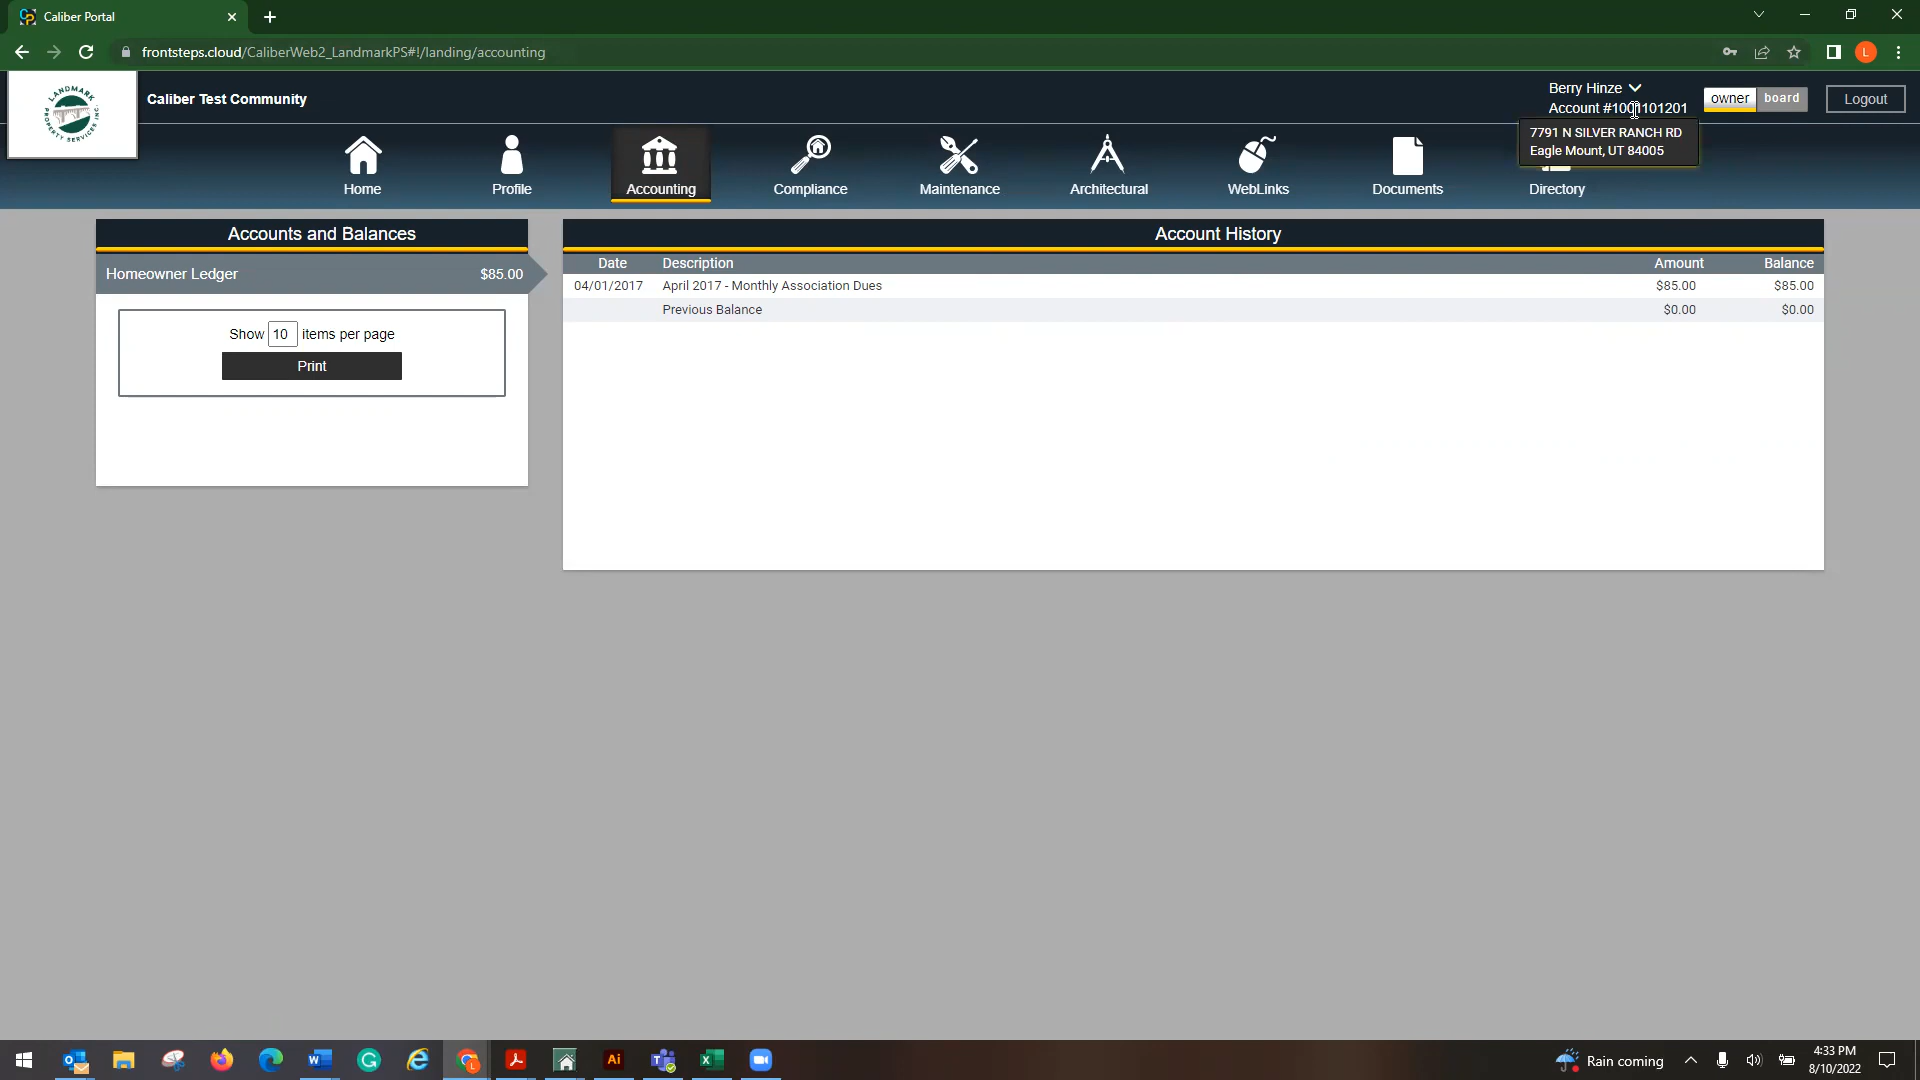 Caliber Portal
frontsteps.cloud/CaliberWeb2_LandmarkPS#!/landing/accounting
L
LANDMARK
PROPERTY SERVICES INC
Caliber Test Community
Berry Hinze
Account #1001101201
owner board
Logout
7791 N SILVER RANCH RD
Eagle Mount, UT 84005
Home Profile Accounting Compliance Maintenance Architectural WebLinks Documents Directory
Accounts and Balances
Homeowner Ledger $85.00
Show 10 items per page
Print
Account History
Date Description Amount Balance
04/01/2017 April 2017 - Monthly Association Dues $85.00 $85.00
Previous Balance $0.00 $0.00
Rain coming
4:33 PM
8/10/2022